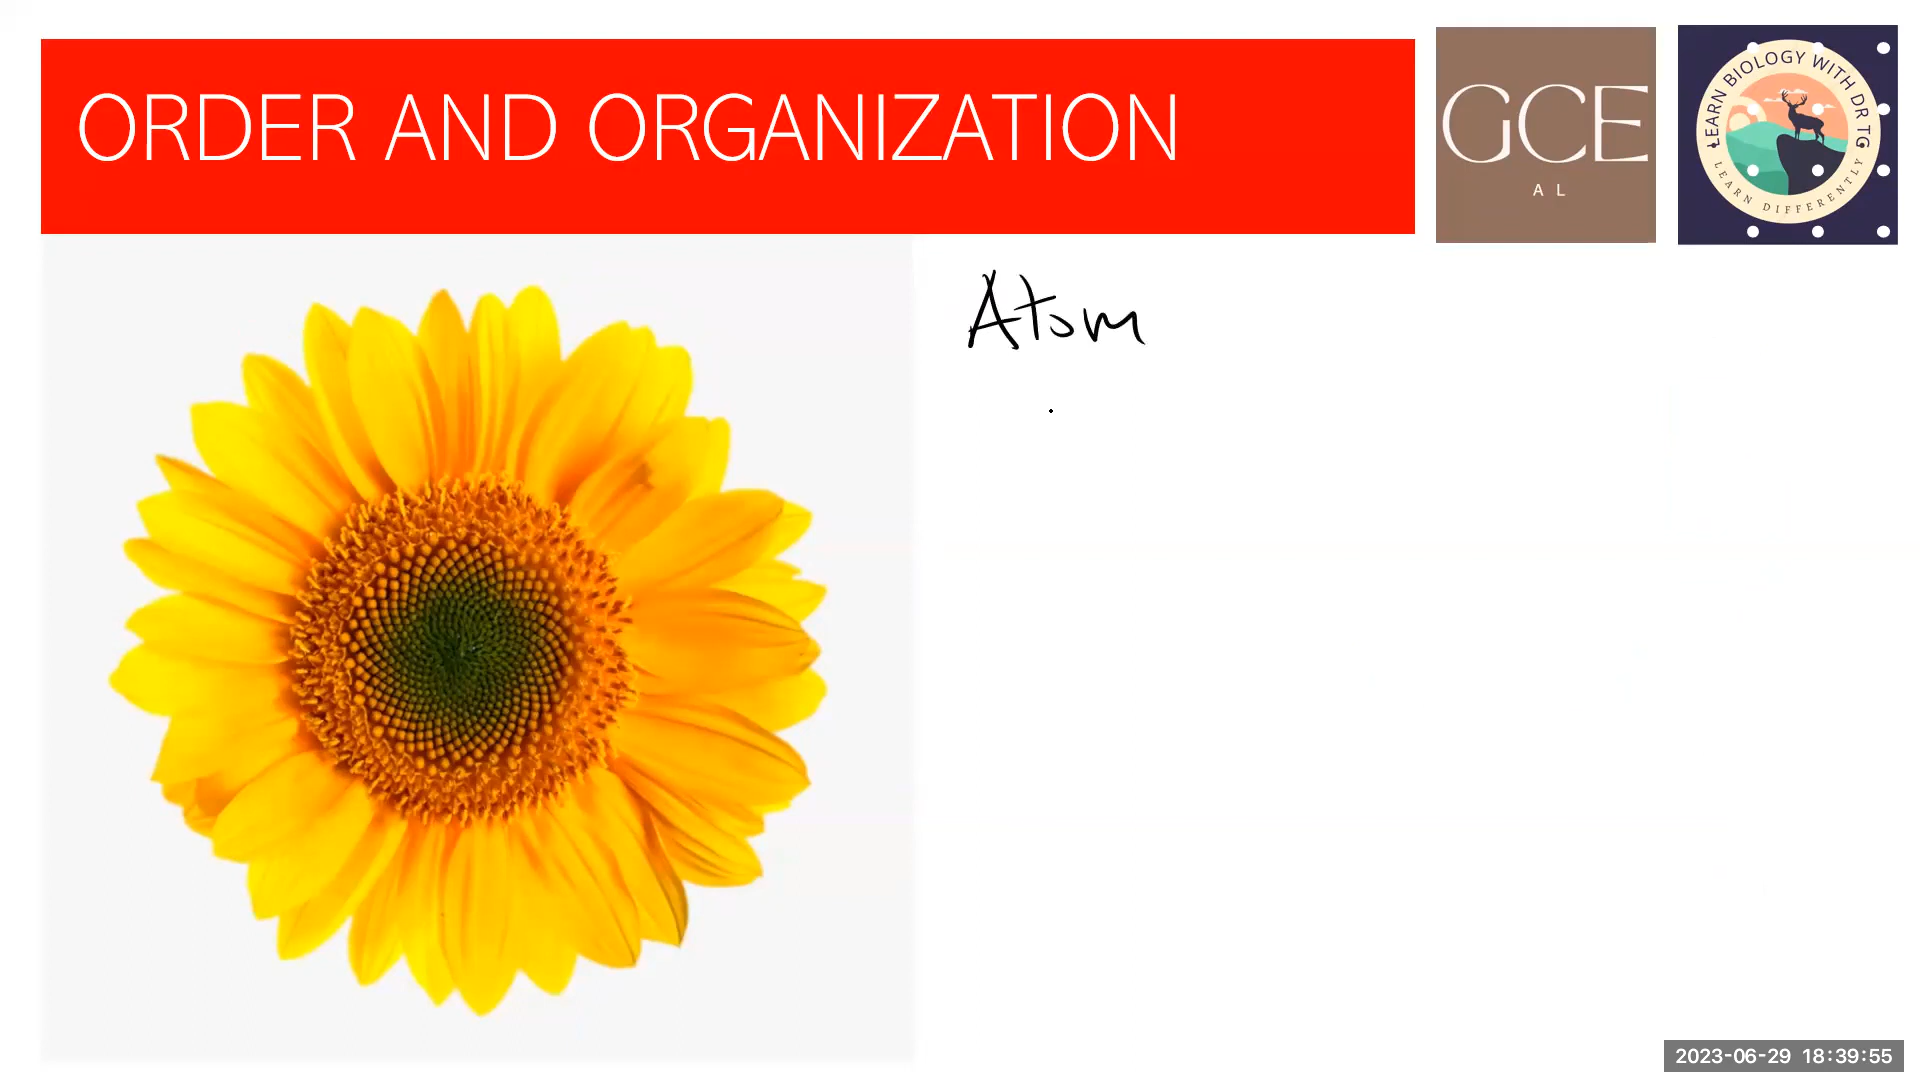 ORDER AND ORGANIZATION
GCE
A L
LEARN BIOLOGY WITH DR TG
LEARN DIFFERENTLY
Atom
2023-06-29 18:39:55